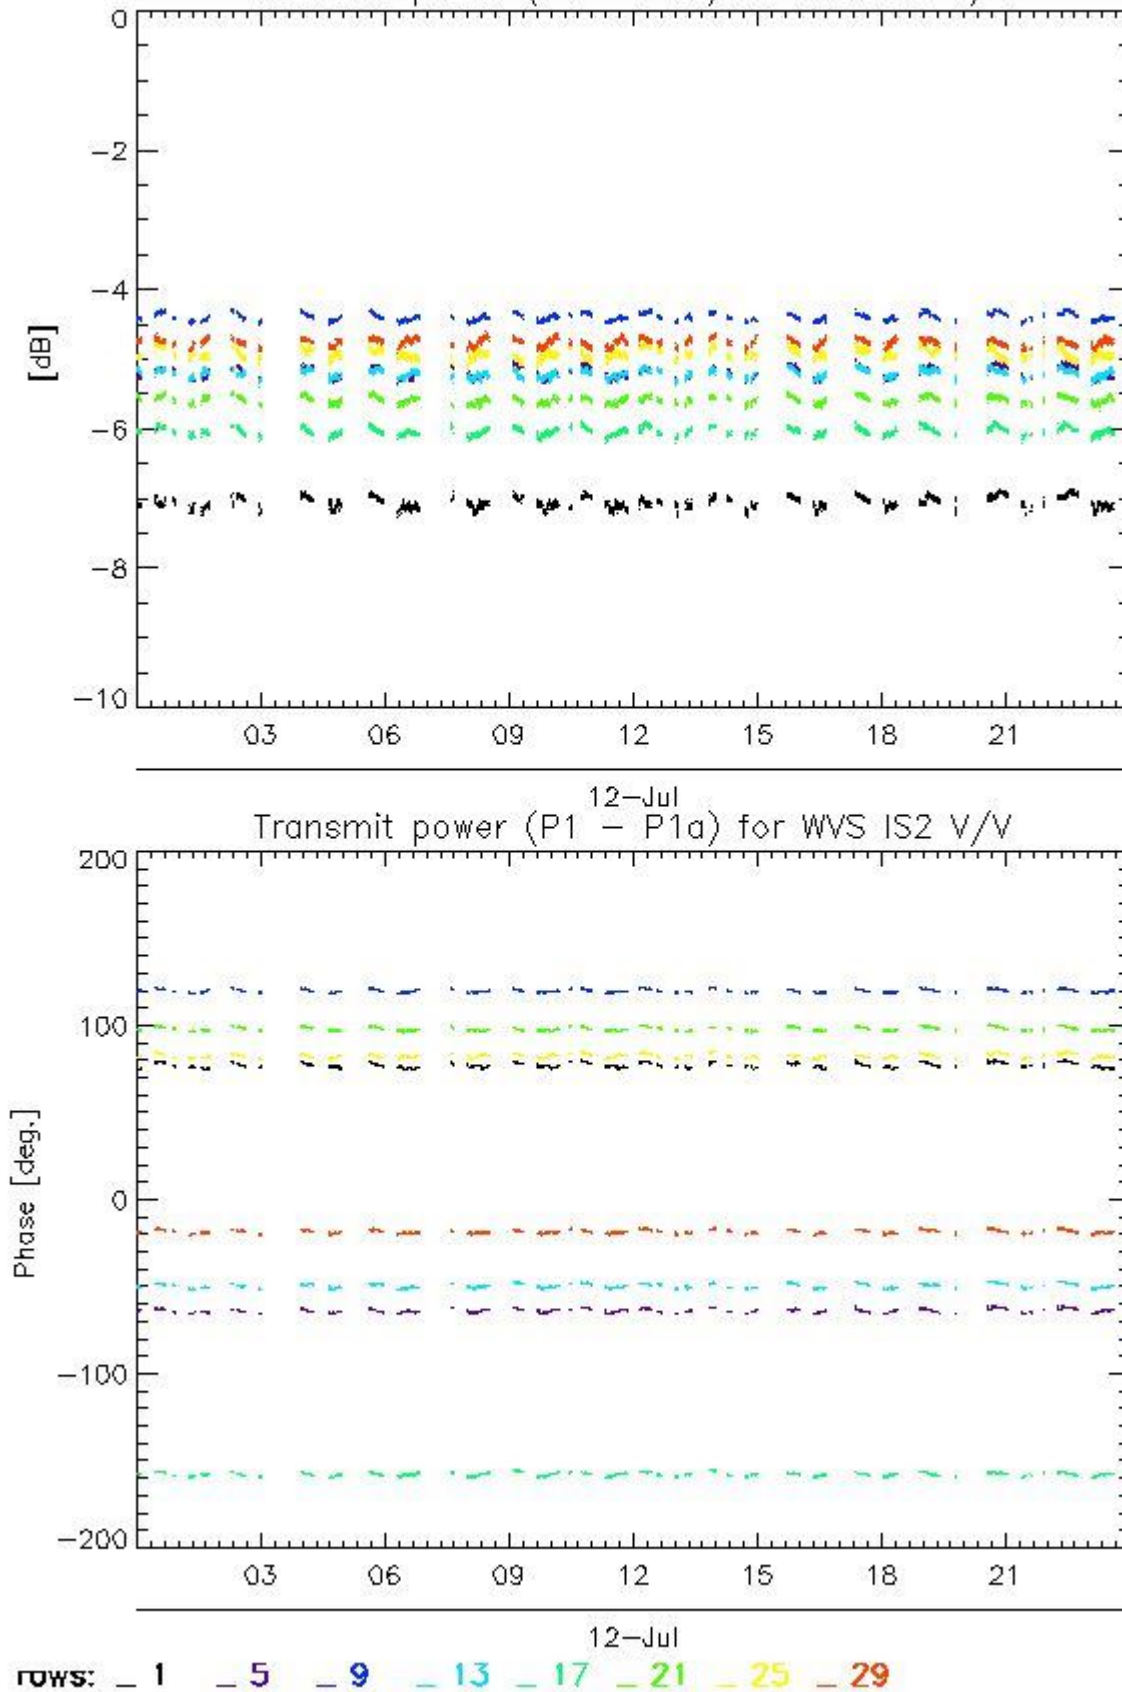 0
−2
−4
[dB]
−6
−8
−10
03 06 09 12 15 18 21
12−Jul
Transmit power (P1 − P1a) for WVS IS2 V/V
200
100
0
Phase [deg.]
−100
−200
03 06 09 12 15 18 21
12−Jul
rows: _ 1 _ 5 _ 9 _ 13 _ 17 _ 21 _ 25 _ 29